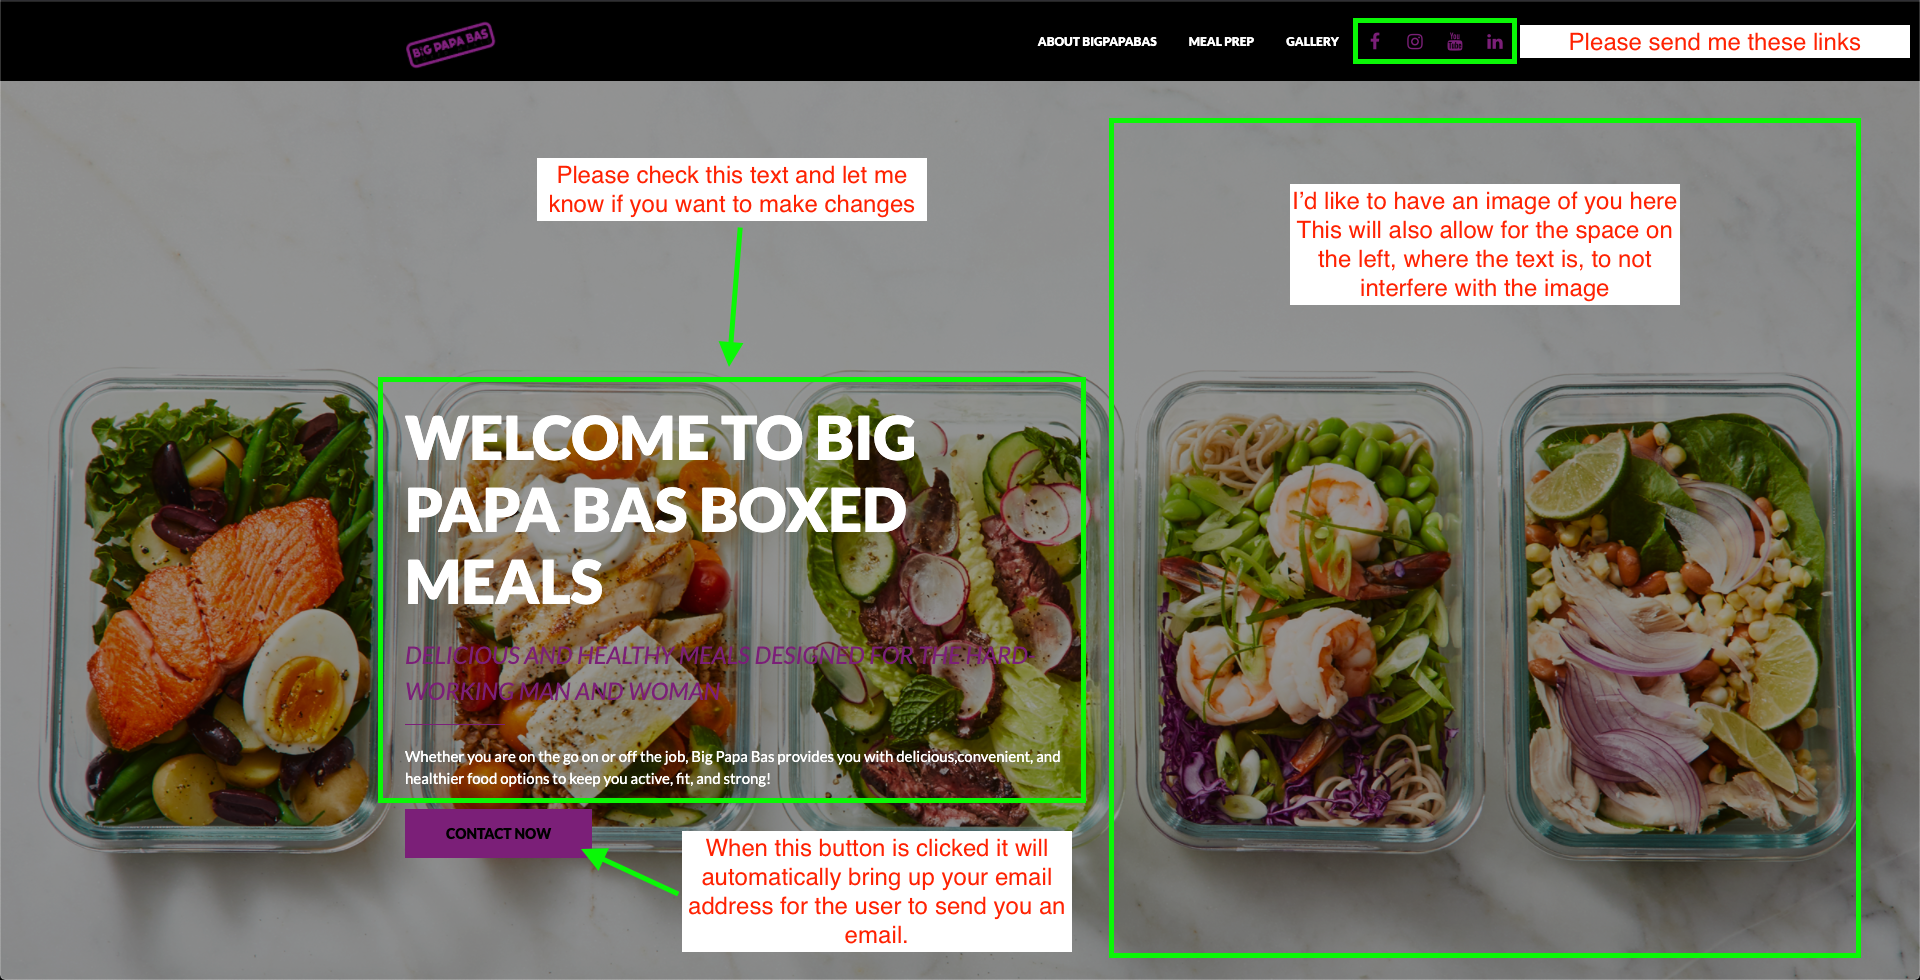 BIG PAPA BAS
ABOUT BIGPAPABAS MEAL PREP GALLERY
You
Tube
in
Please send me these links
Please check this text and let me
know if you want to make changes
I'd like to have an image of you here
This will also allow for the space on
the left, where the text is, to not
interfere with the image
WELCOME TO BIG
PAPA BAS BOXED
MEALS
DELICIOUS AND HEALTHY MEALS DESIGNED FOR THE HARD
WORKING MAN AND WOMAN
Whether you are on the go on or off the job, Big Papa Bas provides you with delicious,convenient, and
healthier food options to keep you active, fit, and strong!
CONTACT NOW
When this button is clicked it will
automatically bring up your email
address for the user to send you an
email.